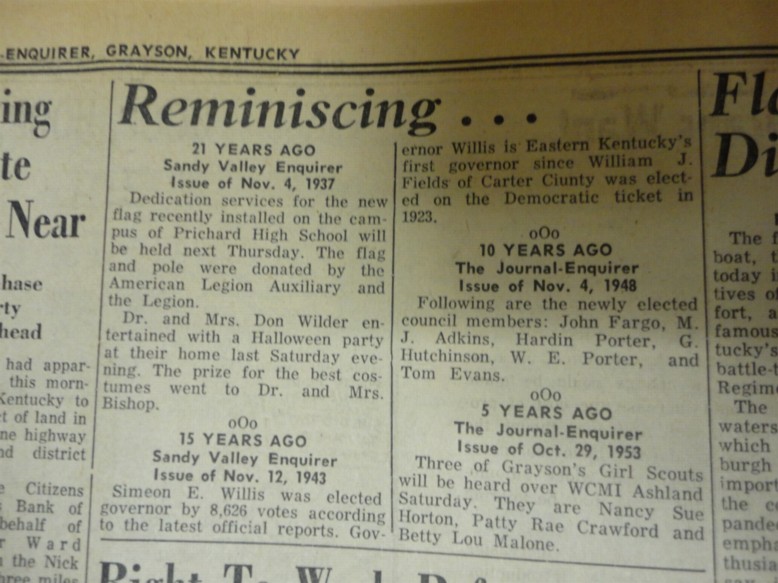 -ENQUIRER, GRAYSON, KENTUCKY
ing
te
Near
hase
rty
head
had appar-
this morn-
Kentucky to
ct of land in
ne highway
nd district
e Citizens
s Bank of
behalf of
r Ward
n the Nick
hree miles
Reminiscing . . .
21 YEARS AGO
Sandy Valley Enquirer
Issue of Nov. 4, 1937
Dedication services for the new
flag recently installed on the cam-
pus of Prichard High School will
be held next Thursday. The flag
and pole were donated by the
American Legion Auxiliary and
the Legion.
Dr. and Mrs. Don Wilder en-
tertained with a Halloween party
at their home last Saturday eve-
ning. The prize for the best cos-
tumes went to Dr. and Mrs.
Bishop.
oOo
15 YEARS AGO
Sandy Valley Enquirer
Issue of Nov. 12, 1943
Simeon E. Willis was elected
governor by 8,626 votes according
to the latest official reports. Gov-
ernor Willis is Eastern Kentucky's
first governor since William J.
Fields of Carter Ciunty was elect-
ed on the Democratic ticket in
1923.
oOo
10 YEARS AGO
The Journal-Enquirer
Issue of Nov. 4, 1948
Following are the newly elected
council members: John Fargo, M.
J. Adkins, Hardin Porter, G.
Hutchinson, W. E. Porter, and
Tom Evans.
oOo
5 YEARS AGO
The Journal-Enquirer
Issue of Oct. 29, 1953
Three of Grayson's Girl Scouts
will be heard over WCMI Ashland
Saturday. They are Nancy Sue
Horton, Patty Rae Crawford and
Betty Lou Malone.
Fl
Di
The f
boat, t
today i
tives of
fort, a
famous
tucky's
battle-t
Regim
The
waters
which
burgh
import
the c
pande
empha
thusia
Right To Work